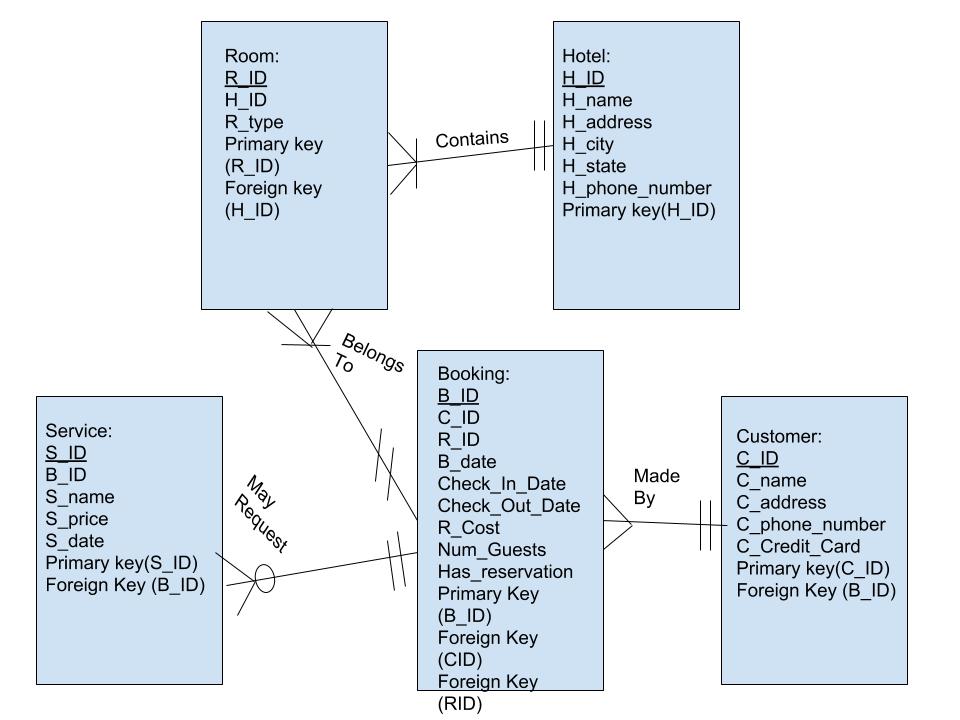 Room:
R_ID
H_ID
R_type
Primary key
(R_ID)
Foreign key
(H_ID)
Contains
Hotel:
H_ID
H_name
H_address
H_city
H_state
H_phone_number
Primary key(H_ID)
Belongs
To
Service:
S_ID
B_ID
S_name
S_price
S_date
Primary key(S_ID)
Foreign Key (B_ID)
May
Request
Booking:
B_ID
C_ID
R_ID
B_date
Check_In_Date
Check_Out_Date
R_Cost
Num_Guests
Has_reservation
Primary Key
(B_ID)
Foreign Key
(CID)
Foreign Key
(RID)
Made
By
Customer:
C_ID
C_name
C_address
C_phone_number
C_Credit_Card
Primary key(C_ID)
Foreign Key (B_ID)